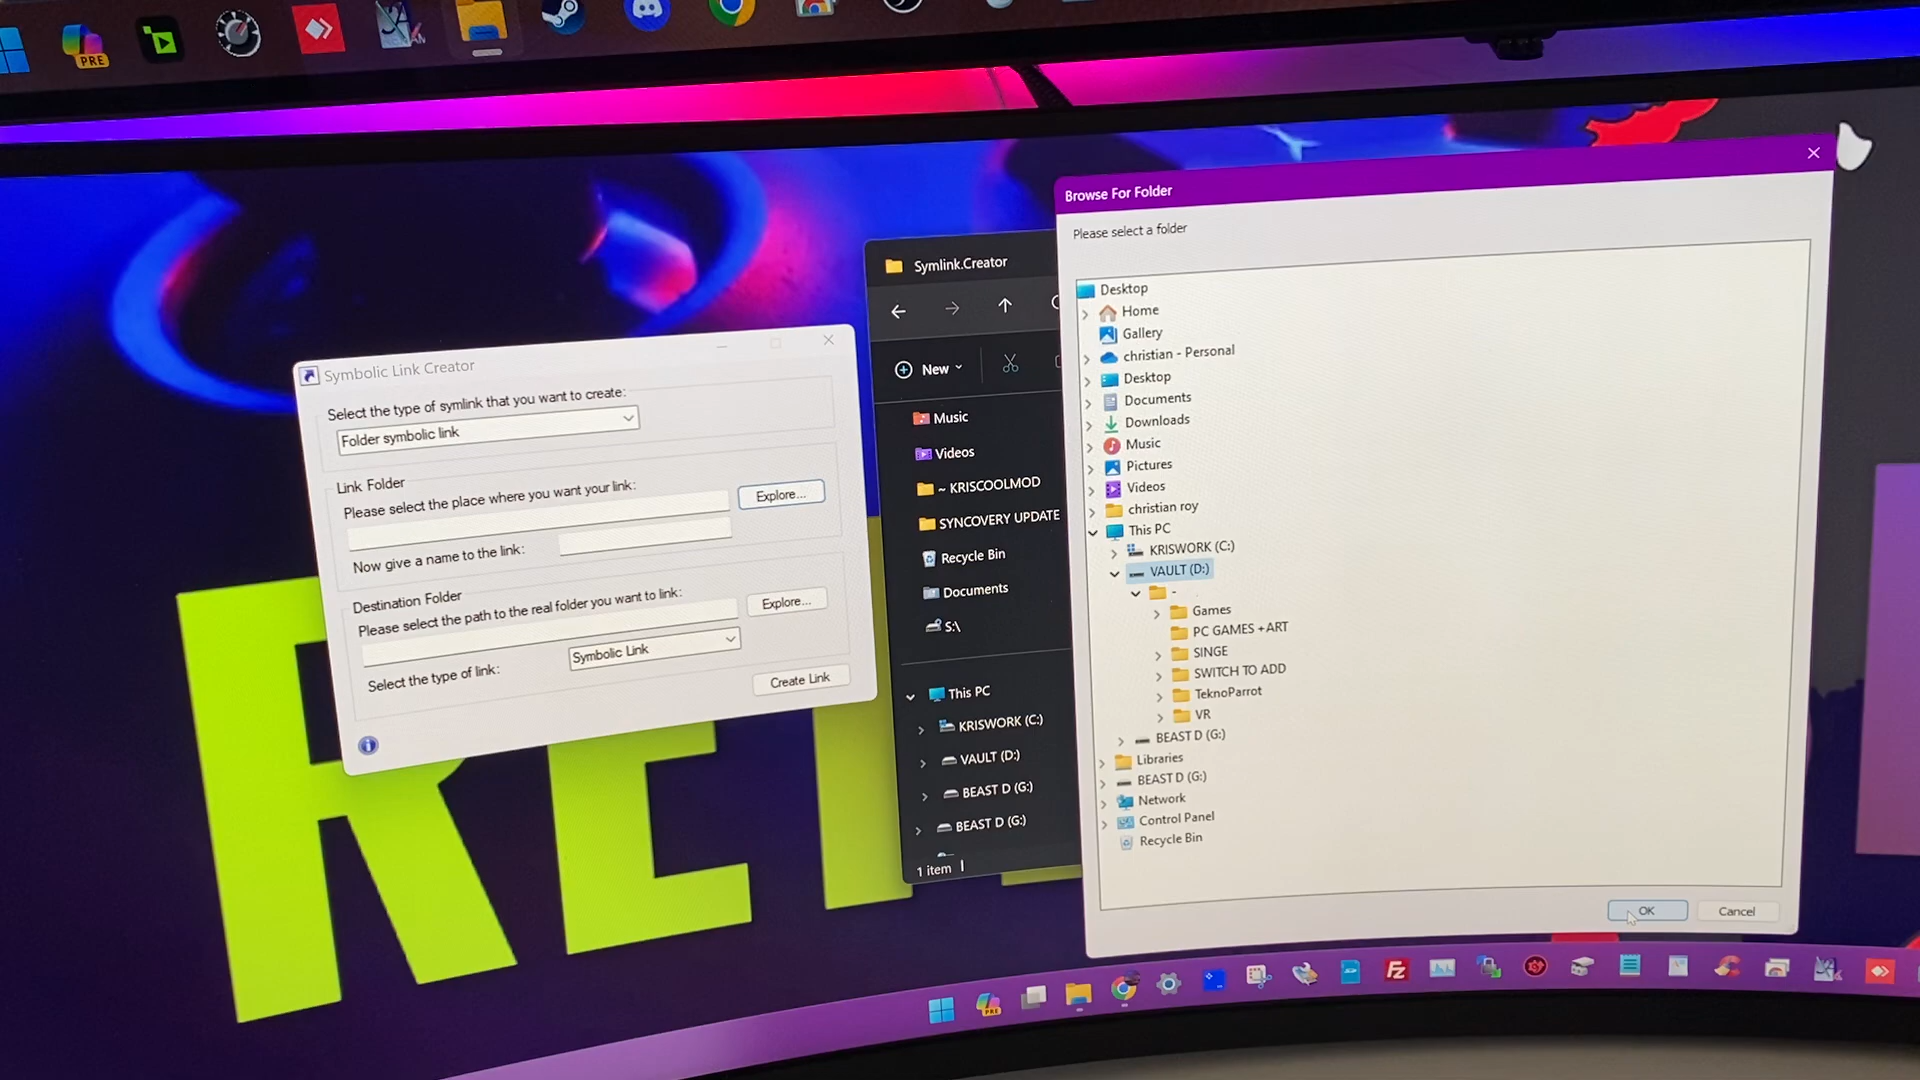 PRE
Symbolic Link Creator
Select the type of symlink that you want to create:
Folder symbolic link
Link Folder
Please select the place where you want your link:
Explore...
Now give a name to the link:
Destination Folder
Please select the path to the real folder you want to link:
Explore...
Select the type of link:
Symbolic Link
Create Link
Symlink.Creator
New
Music
Videos
~ KRISCOOLMOD
SYNCOVERY UPDATE
Recycle Bin
Documents
S:\
This PC
KRISWORK (C:)
VAULT (D:)
BEAST D (G:)
BEAST D (G:)
1 item
Browse For Folder
Please select a folder
Desktop
Home
Gallery
christian - Personal
Desktop
Documents
Downloads
Music
Pictures
Videos
christian roy
This PC
KRISWORK (C:)
VAULT (D:)
-
Games
PC GAMES +ART
SINGE
SWITCH TO ADD
TeknoParrot
VR
BEAST D (G:)
Libraries
BEAST D (G:)
Network
Control Panel
Recycle Bin
OK
Cancel
PRE
FZ